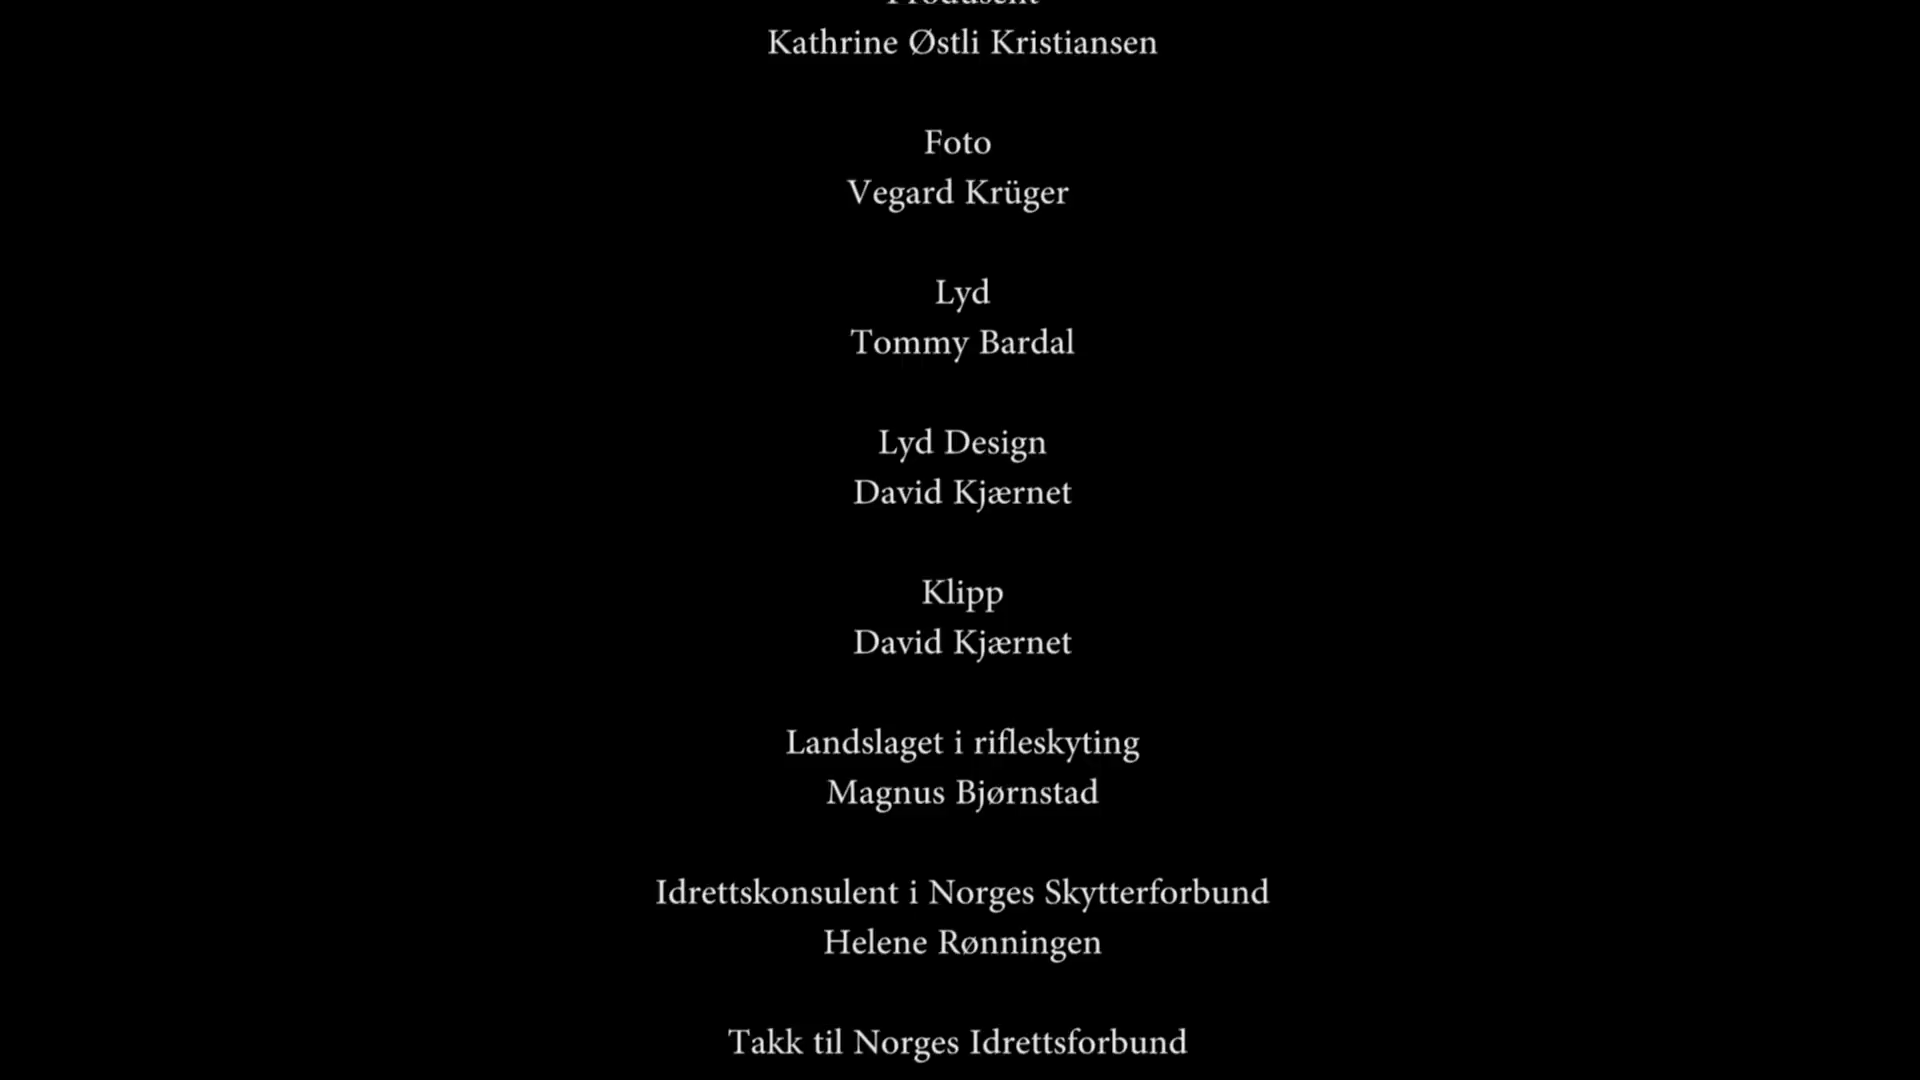 Produsent
Kathrine Østli Kristiansen
Foto
Vegard Krüger
Lyd
Tommy Bardal
Lyd Design
David Kjærnet
Klipp
David Kjærnet
Landslaget i rifleskyting
Magnus Bjørnstad
Idrettskonsulent i Norges Skytterforbund
Helene Rønningen
Takk til Norges Idrettsforbund